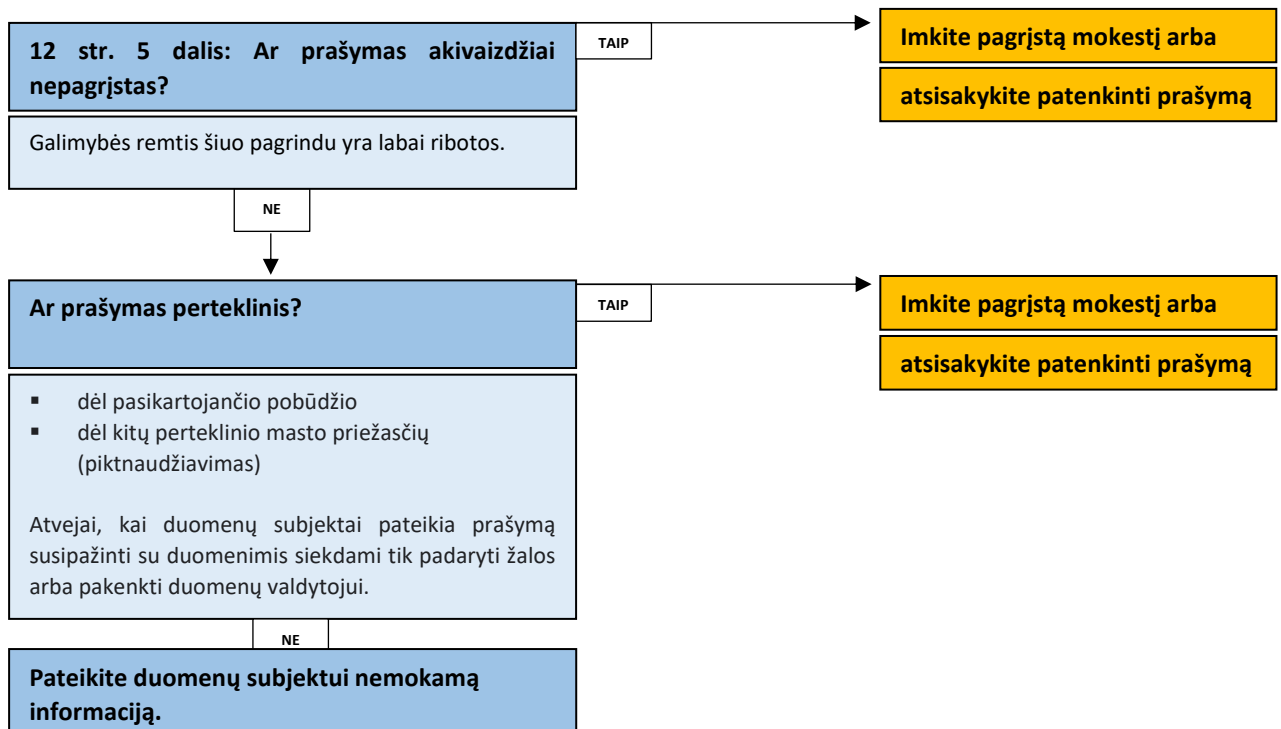 12 str. 5 dalis: Ar prašymas akivaizdžiai
nepagrįstas?
TAIP
Imkite pagrįstą mokestį arba
atsisakykite patenkinti prašymą
Galimybės remtis šiuo pagrindu yra labai ribotos.
NE
Ar prašymas perteklinis?
TAIP
Imkite pagrįstą mokestį arba
atsisakykite patenkinti prašymą
▪ dėl pasikartojančio pobūdžio
▪ dėl kitų perteklinio masto priežasčių
(piktnaudžiavimas)
Atvejai, kai duomenų subjektai pateikia prašymą
susipažinti su duomenimis siekdami tik padaryti žalos
arba pakenkti duomenų valdytojui.
NE
Pateikite duomenų subjektui nemokamą
informaciją.